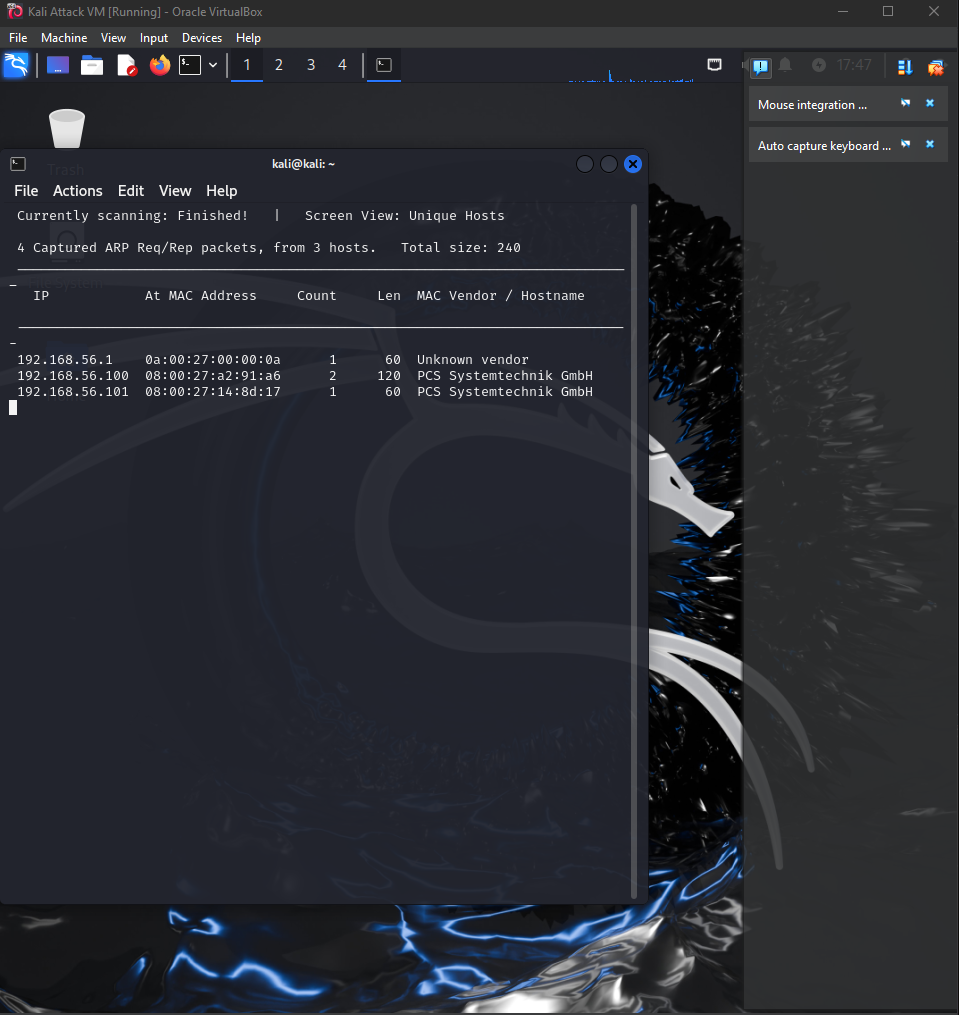 Kali Attack VM [Running] - Oracle VirtualBox
File Machine View Input Devices Help
1 2 3 4 17:47
Mouse integration ...
Auto capture keyboard ...
Trash
kali@kali: ~
File Actions Edit View Help
Currently scanning: Finished! | Screen View: Unique Hosts
4 Captured ARP Req/Rep packets, from 3 hosts. Total size: 240
_____________________________________________________________________________
IP At MAC Address Count Len MAC Vendor / Hostname
-----------------------------------------------------------------------------
192.168.56.1 0a:00:27:00:00:0a 1 60 Unknown vendor
192.168.56.100 08:00:27:a2:91:a6 2 120 PCS Systemtechnik GmbH
192.168.56.101 08:00:27:14:8d:17 1 60 PCS Systemtechnik GmbH